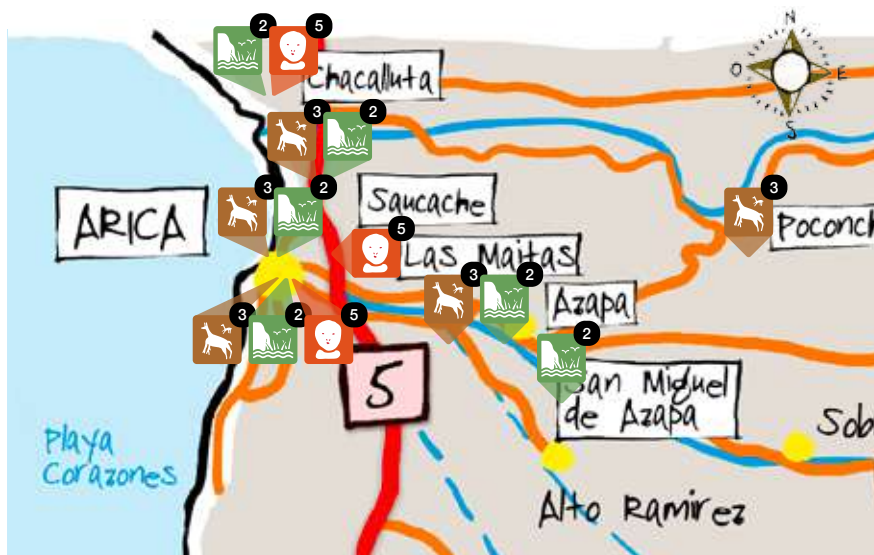 2
5
Chacalluta
N
O
E
S
3
2
3
2
3
ARICA
Saucache
Poconch
5
Las Maitas
3
2
Azapa
3
2
5
2
5
San Miguel
de Azapa
Sob
Playa
Corazones
Alto Ramirez